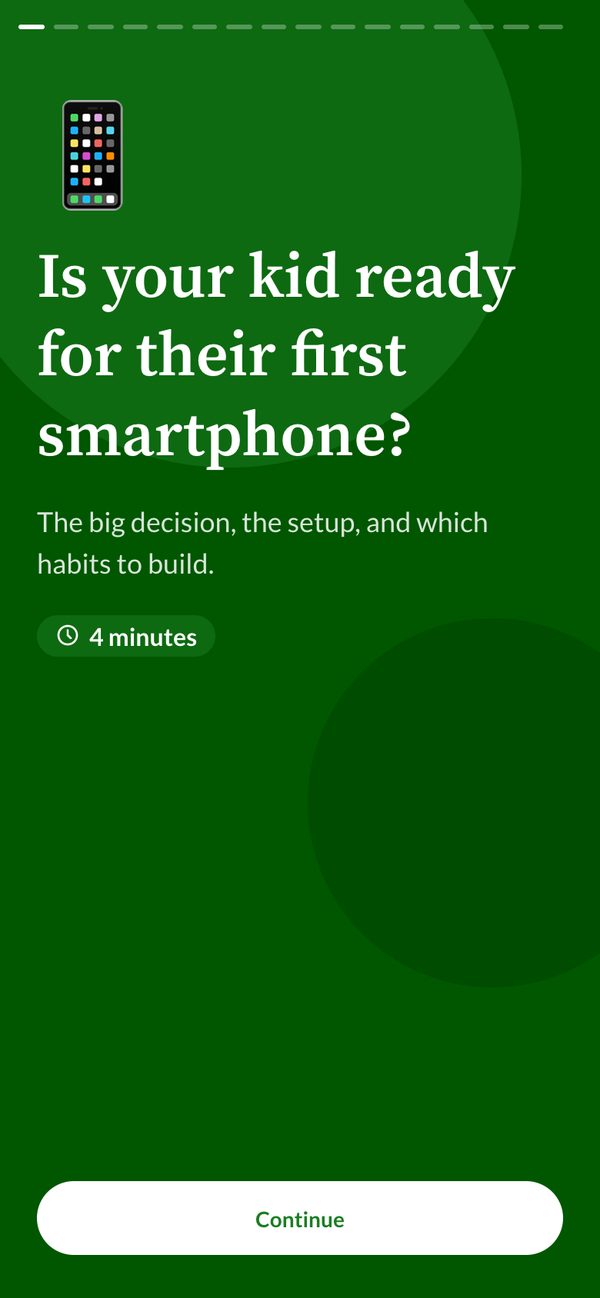 Is your kid ready
for their first
smartphone?
The big decision, the setup, and which
habits to build.
4 minutes
Continue